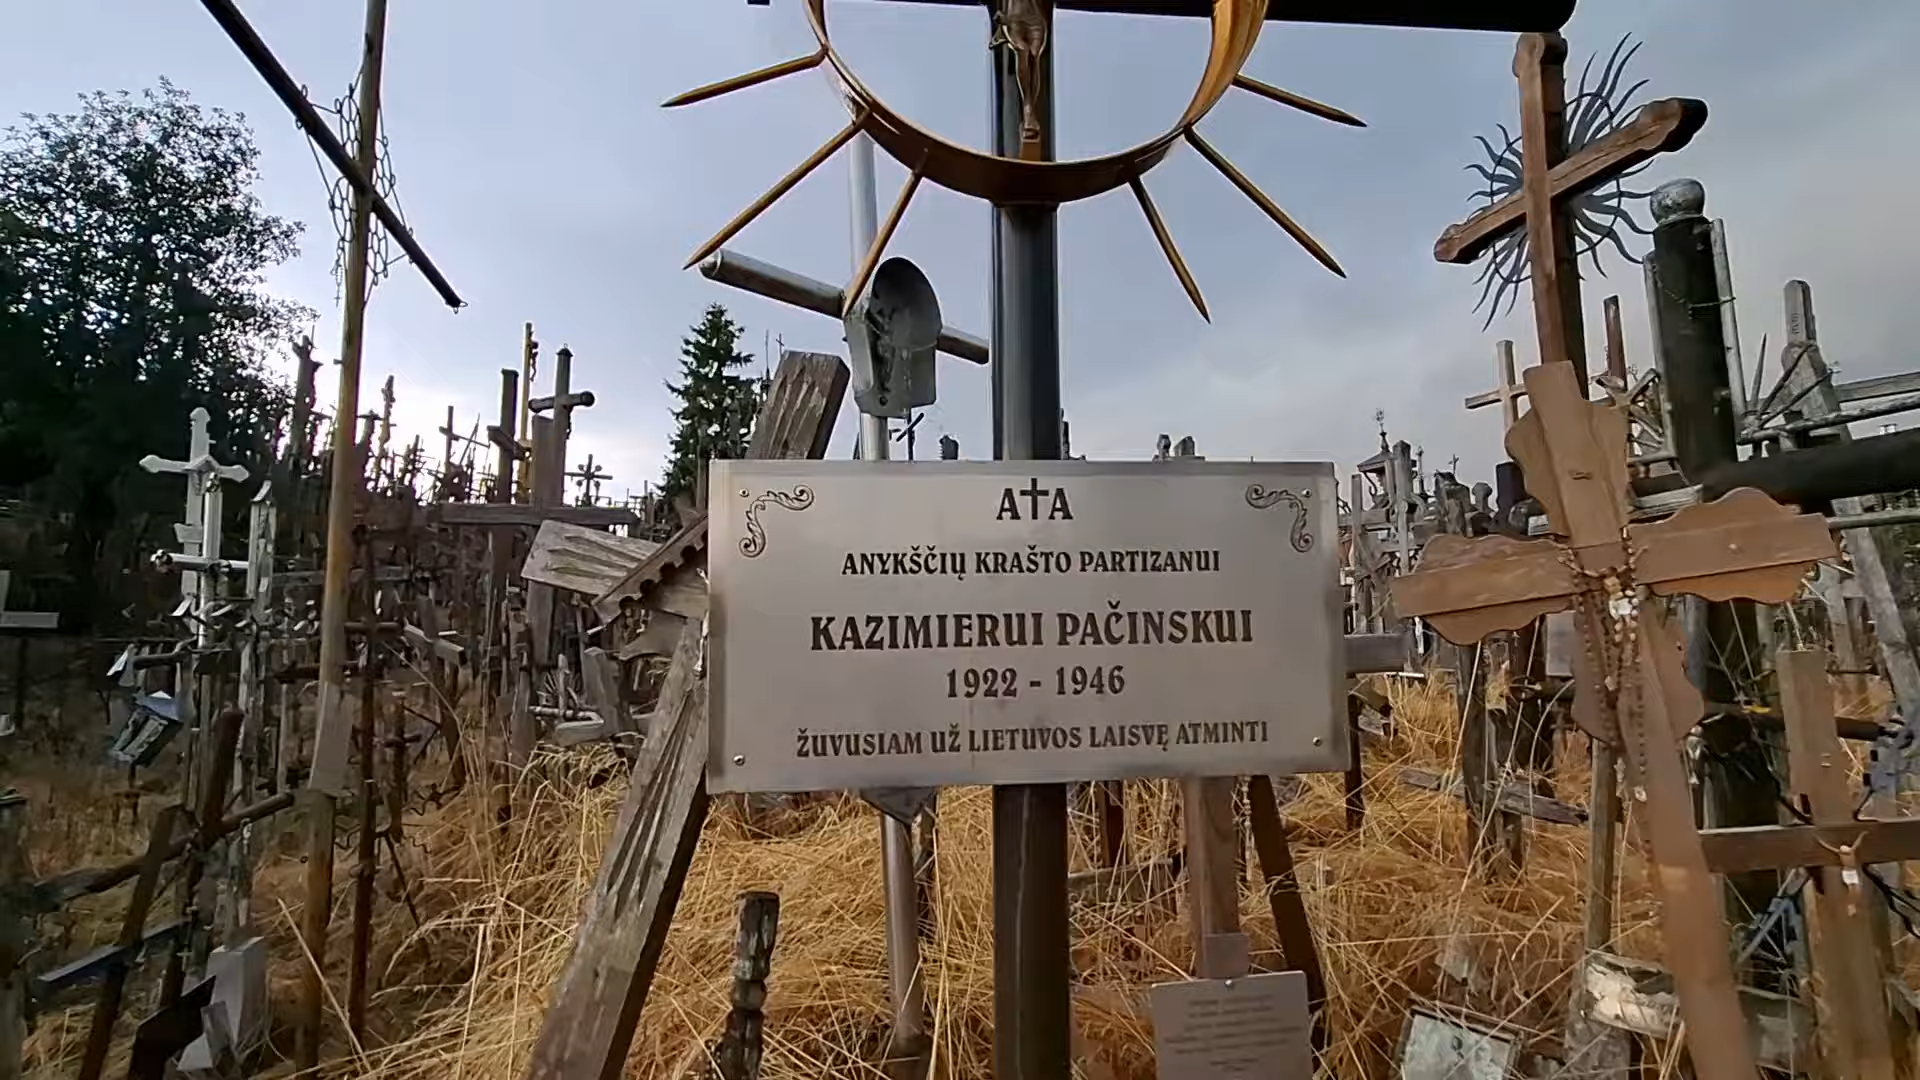 A†A
ANYKŠČIŲ KRAŠTO PARTIZANUI
KAZIMIERUI PAČINSKUI
1922 - 1946
ŽUVUSIAM UŽ LIETUVOS LAISVĘ ATMINTI